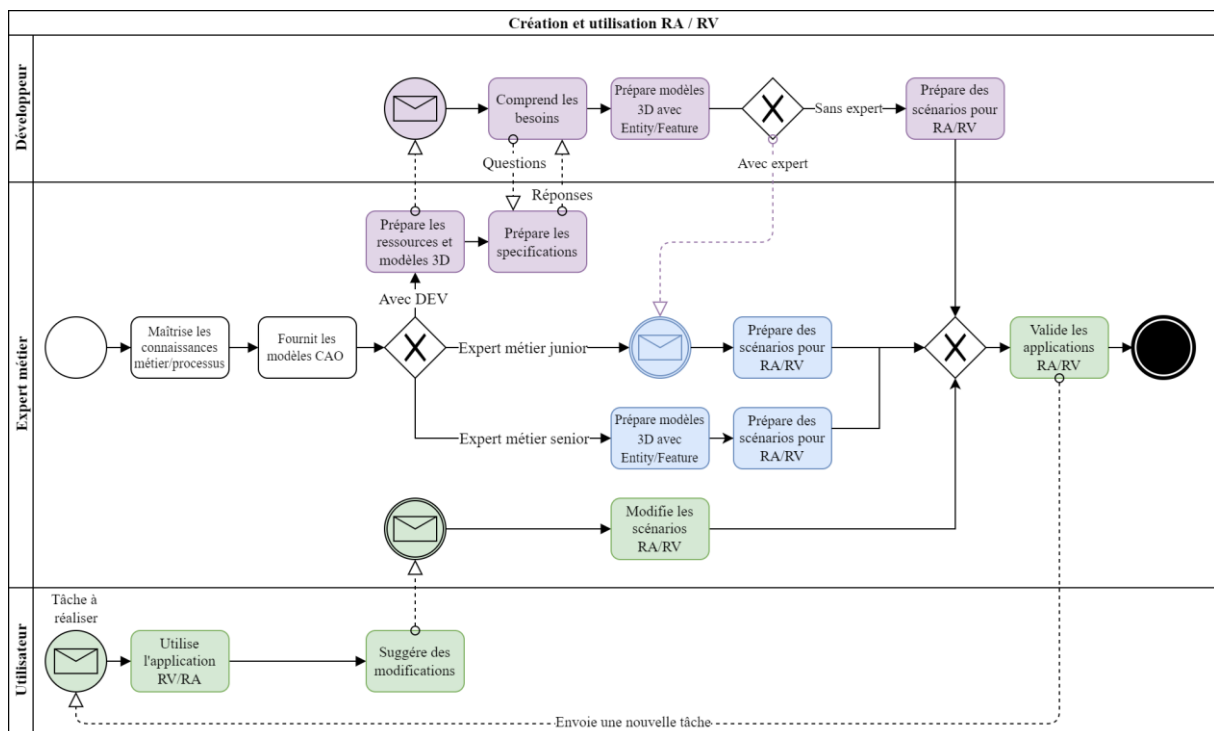 Création et utilisation RA / RV
Développeur
Comprend les
besoins
Prépare modèles
3D avec
Entity/Feature
Sans expert
Prépare des
scénarios pour
RA/RV
Questions
Avec expert
Réponses
Expert métier
Prépare les
ressources et
modèles 3D
Prépare les
specifications
Avec DEV
Maîtrise les
connaissances
métier/processus
Fournit les
modèles CAO
Expert métier junior
Prépare des
scénarios pour
RA/RV
Valide les
applications
RA/RV
Expert métier senior
Prépare modèles
3D avec
Entity/Feature
Prépare des
scénarios pour
RA/RV
Modifie les
scénarios
RA/RV
Utilisateur
Tâche à
réaliser
Utilise
l'application
RV/RA
Suggére des
modifications
Envoie une nouvelle tâche